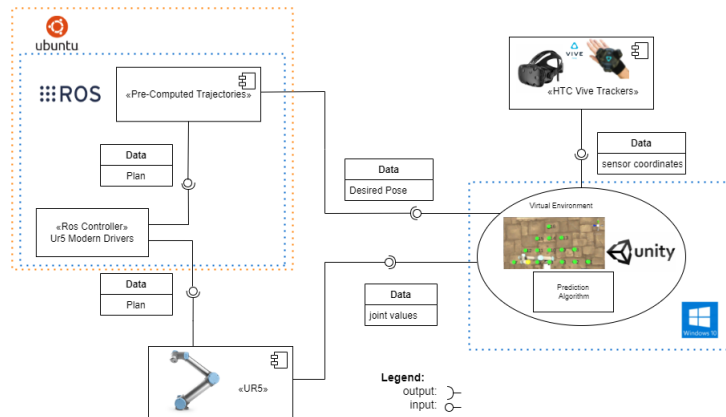 ubuntu
ROS
«Pre-Computed Trajectories»
VIVE
«HTC Vive Trackers»
Data
Plan
Data
sensor coordinates
Data
Desired Pose
«Ros Controller»
Ur5 Modern Drivers
Virtual Environment
unity
Prediction
Algorithm
Data
Plan
Data
joint values
Windows 10
«UR5»
Legend:
output:
input: